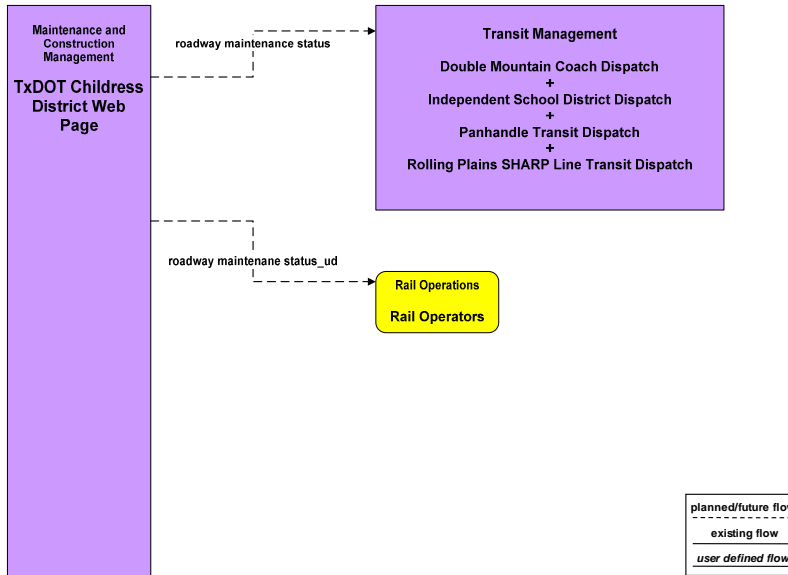 Maintenance and
Construction
Management
TxDOT Childress
District Web
Page
roadway maintenance status
Transit Management
Double Mountain Coach Dispatch
+
Independent School District Dispatch
+
Panhandle Transit Dispatch
+
Rolling Plains SHARP Line Transit Dispatch
roadway maintenane status_ud
Rail Operations
Rail Operators
planned/future flow
existing flow
user defined flow